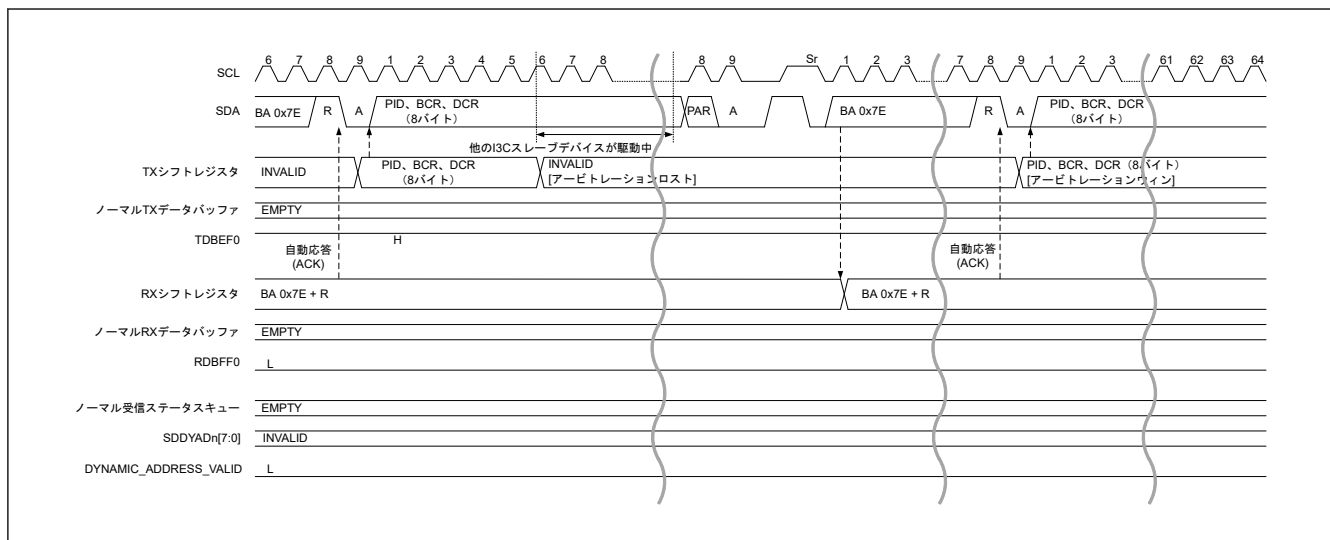 6 7 8 9 1 2 3 4 5 6 7 8 8 9 Sr 1 2 3 7 8 9 1 2 3 61 62 63 64
SCL
SDA BA 0x7E R A PID、BCR、DCR PAR A BA 0x7E R A PID、BCR、DCR
(8バイト) (8バイト)
他のI3Cスレーブデバイスが駆動中
TXシフトレジスタ INVALID PID、BCR、DCR INVALID PID、BCR、DCR (8バイト)
(8バイト) [アービトレーションロスト] [アービトレーションウィン]
ノーマルTXデータバッファ EMPTY
TDBEF0 H
自動応答 自動応答
(ACK) (ACK)
RXシフトレジスタ BA 0x7E + R BA 0x7E + R
ノーマルRXデータバッファ EMPTY
RDBFF0 L
ノーマル受信ステータスキュー EMPTY
SDDYADn[7:0] INVALID
DYNAMIC_ADDRESS_VALID L